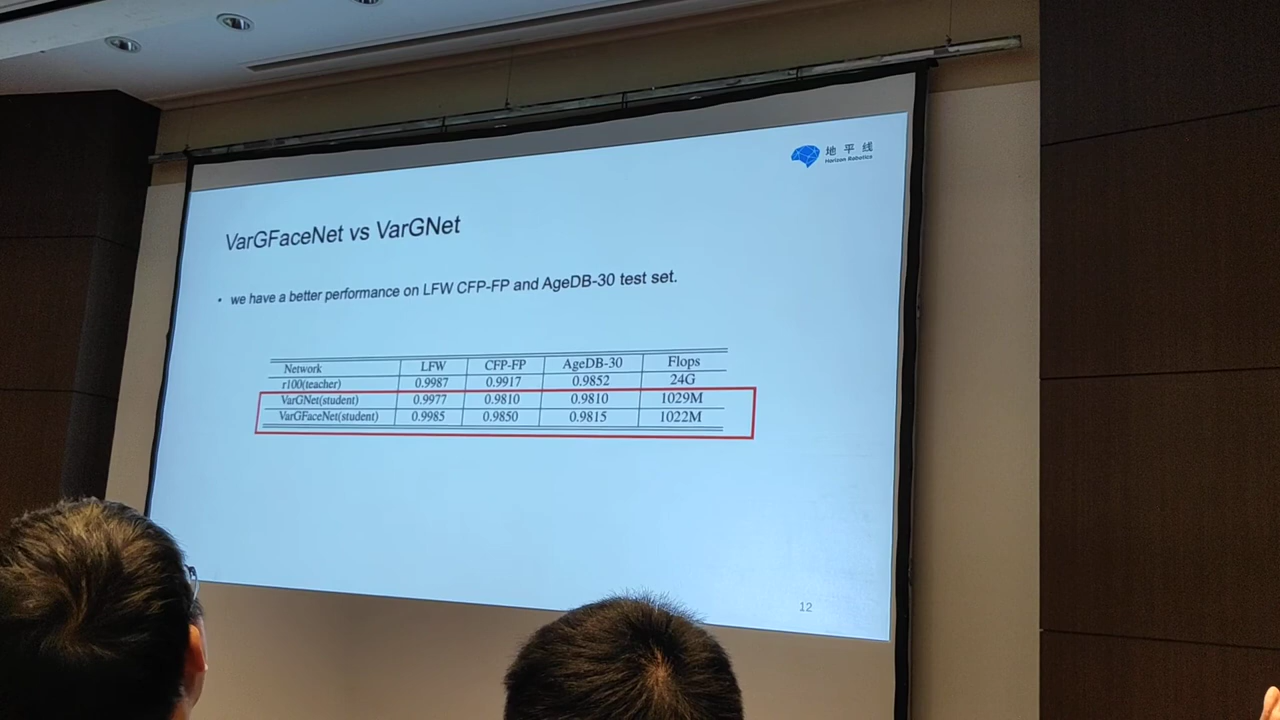 地平线
Horizon Robotics
VarGFaceNet vs VarGNet
• we have a better performance on LFW CFP-FP and AgeDB-30 test set.
Network LFW CFP-FP AgeDB-30 Flops
r100(teacher) 0.9987 0.9917 0.9852 24G
VarGNet(student) 0.9977 0.9810 0.9810 1029M
VarGFaceNet(student) 0.9985 0.9850 0.9815 1022M
12